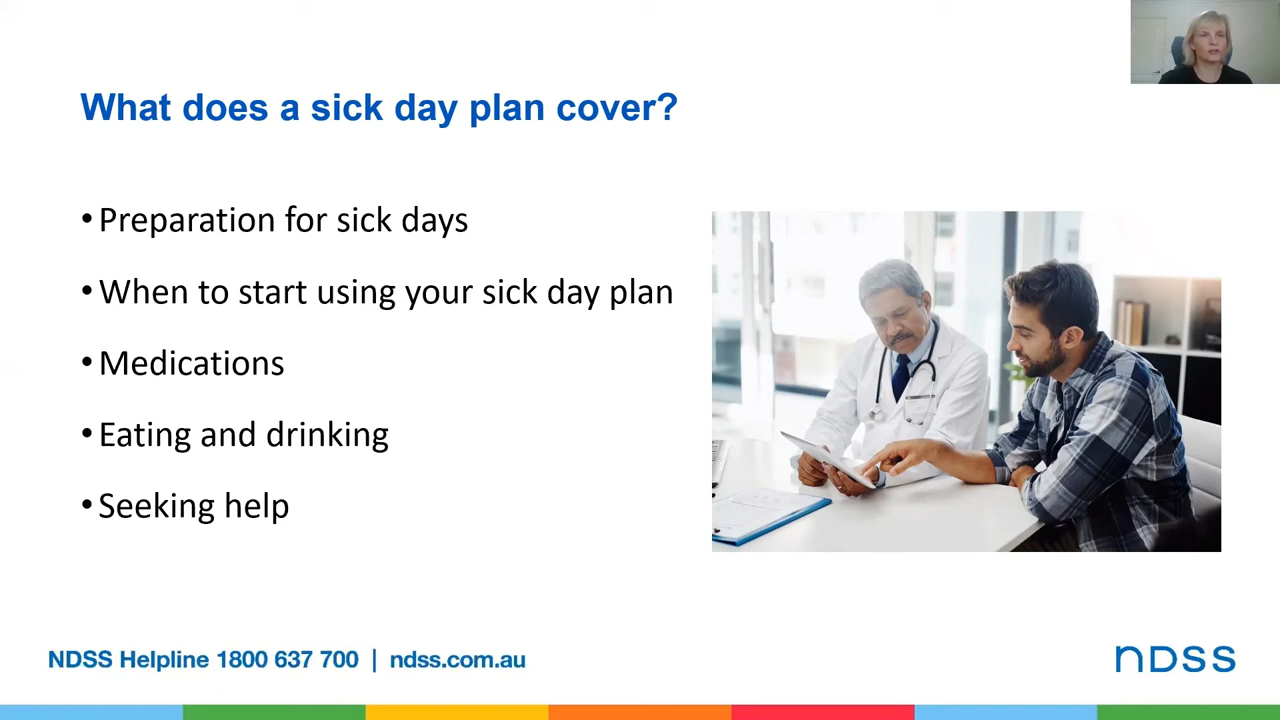 What does a sick day plan cover?
• Preparation for sick days
• When to start using your sick day plan
• Medications
• Eating and drinking
• Seeking help
NDSS Helpline 1800 637 700 | ndss.com.au
ndss